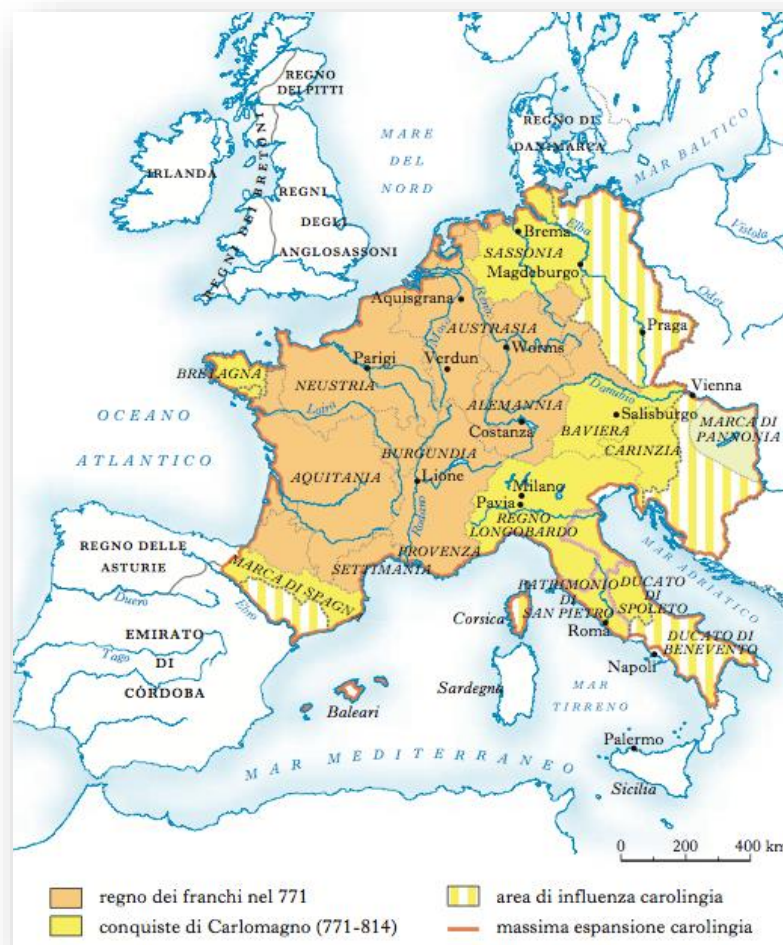 REGNO
DEI PITTI
REGNO DI
DANIMARCA
MAR BALTICO
MARE
DEL
NORD
IRLANDA
REGNI DEI BRETONI
REGNI
DEGLI
ANGLOSASSONI
Vistola
Oder
Elba
Brema
SASSONIA
Magdeburgo
Aquisgrana
Reno
Mosa
AUSTRASIA
Praga
Worms
Parigi
Verdun
BRETAGNA
NEUSTRIA
Loira
Danubio
Vienna
ALEMANNIA
Salisburgo
MARCA DI
PANNONIA
Costanza
BAVIERA
CARINZIA
OCEANO
ATLANTICO
BURGUNDIA
AQUITANIA
Lione
Milano
Pavia
REGNO
LONGOBARDO
Rodano
PROVENZA
SETTIMANIA
REGNO DELLE
ASTURIE
MARCA DI SPAGNA
Duero
Ebro
MAR ADRIATICO
PATRIMONIO
DI
SAN PIETRO
DUCATO
DI
SPOLETO
Corsica
Roma
DUCATO DI
BENEVENTO
EMIRATO
DI
CÓRDOBA
Tago
Napoli
Sardegna
MAR
TIRRENO
Baleari
Palermo
Sicilia
MAR MEDITERRANEO
0 200 400 km
regno dei franchi nel 771
area di influenza carolingia
conquiste di Carlomagno (771-814)
massima espansione carolingia